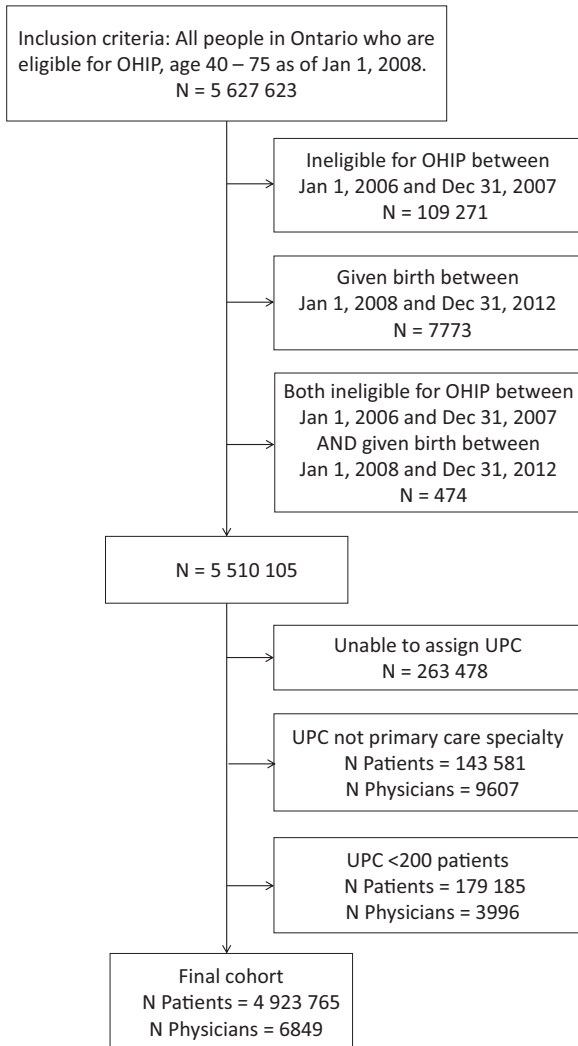 Inclusion criteria: All people in Ontario who are
eligible for OHIP, age 40 – 75 as of Jan 1, 2008.
N = 5 627 623
Ineligible for OHIP between
Jan 1, 2006 and Dec 31, 2007
N = 109 271
Given birth between
Jan 1, 2008 and Dec 31, 2012
N = 7773
Both ineligible for OHIP between
Jan 1, 2006 and Dec 31, 2007
AND given birth between
Jan 1, 2008 and Dec 31, 2012
N = 474
N = 5 510 105
Unable to assign UPC
N = 263 478
UPC not primary care specialty
N Patients = 143 581
N Physicians = 9607
UPC <200 patients
N Patients = 179 185
N Physicians = 3996
Final cohort
N Patients = 4 923 765
N Physicians = 6849